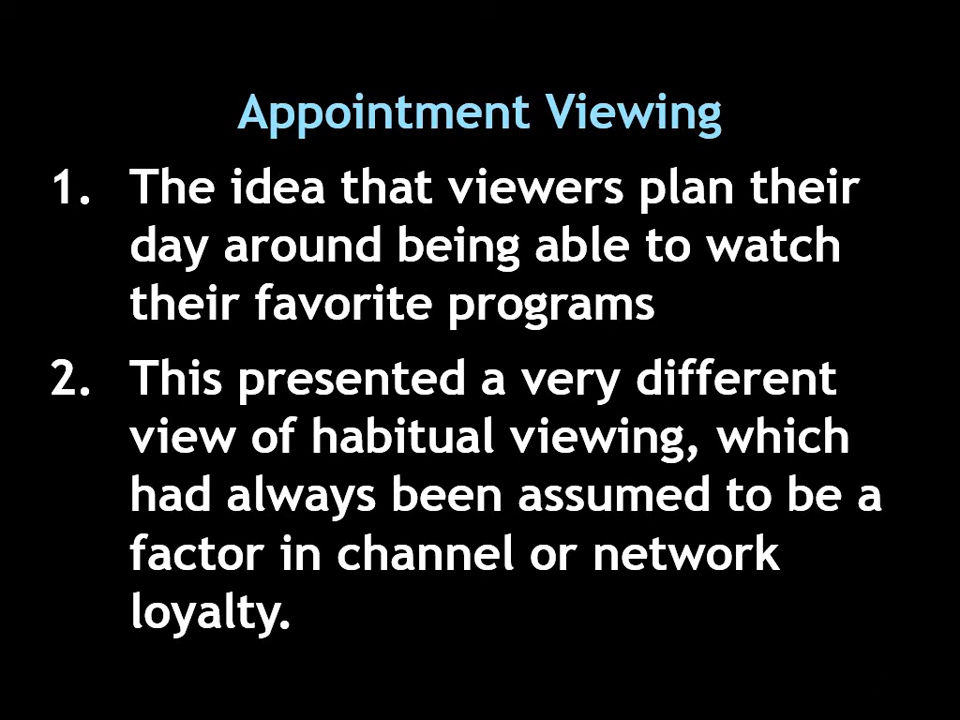 Appointment Viewing
1. The idea that viewers plan their
day around being able to watch
their favorite programs
2. This presented a very different
view of habitual viewing, which
had always been assumed to be a
factor in channel or network
loyalty.